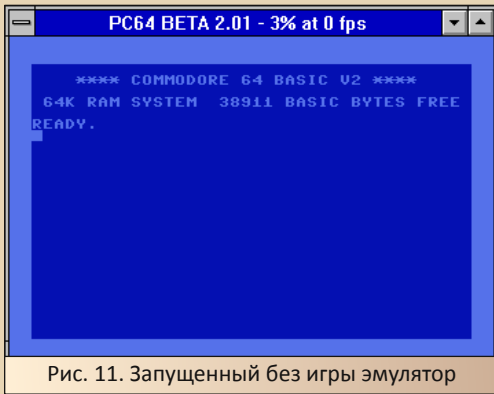 PC64 BETA 2.01 - 3% at 0 fps
**** COMMODORE 64 BASIC V2 ****
64K RAM SYSTEM 38911 BASIC BYTES FREE
READY.
Рис. 11. Запущенный без игры эмулятор